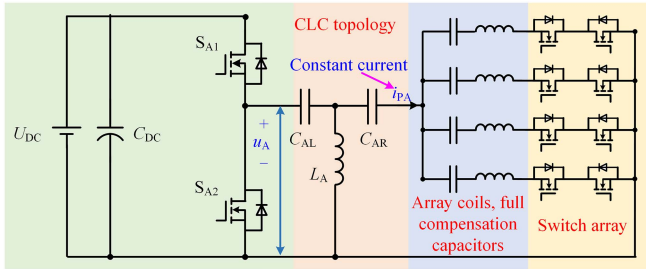 CLC topology
S_A1
Constant current
i_PA
U_DC
C_DC
+
u_A
−
C_AL
C_AR
L_A
S_A2
Array coils, full
compensation
capacitors
Switch array